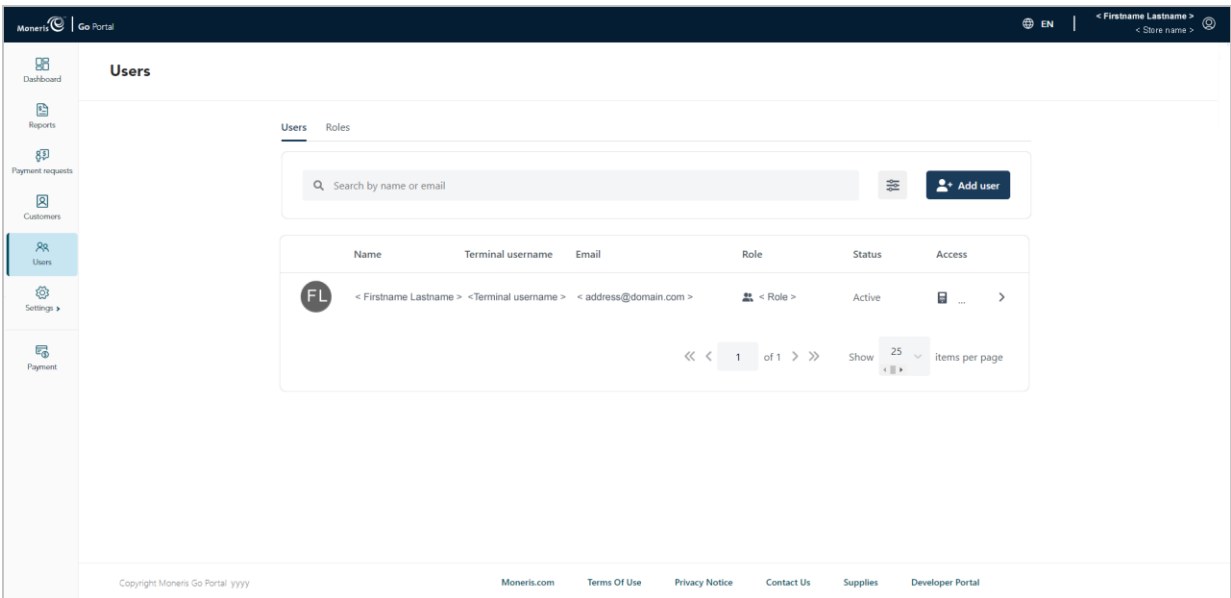 Moneris Go Portal
EN
< Firstname Lastname >
< Store name >
Dashboard
Reports
Payment requests
Customers
Users
Settings
Payment
Users
Users Roles
Search by name or email
Add user
Name Terminal username Email Role Status Access
FL < Firstname Lastname > <Terminal username > < address@domain.com > < Role > Active ...
1 of 1 Show 25 items per page
Copyright Moneris Go Portal yyyy Moneris.com Terms Of Use Privacy Notice Contact Us Supplies Developer Portal